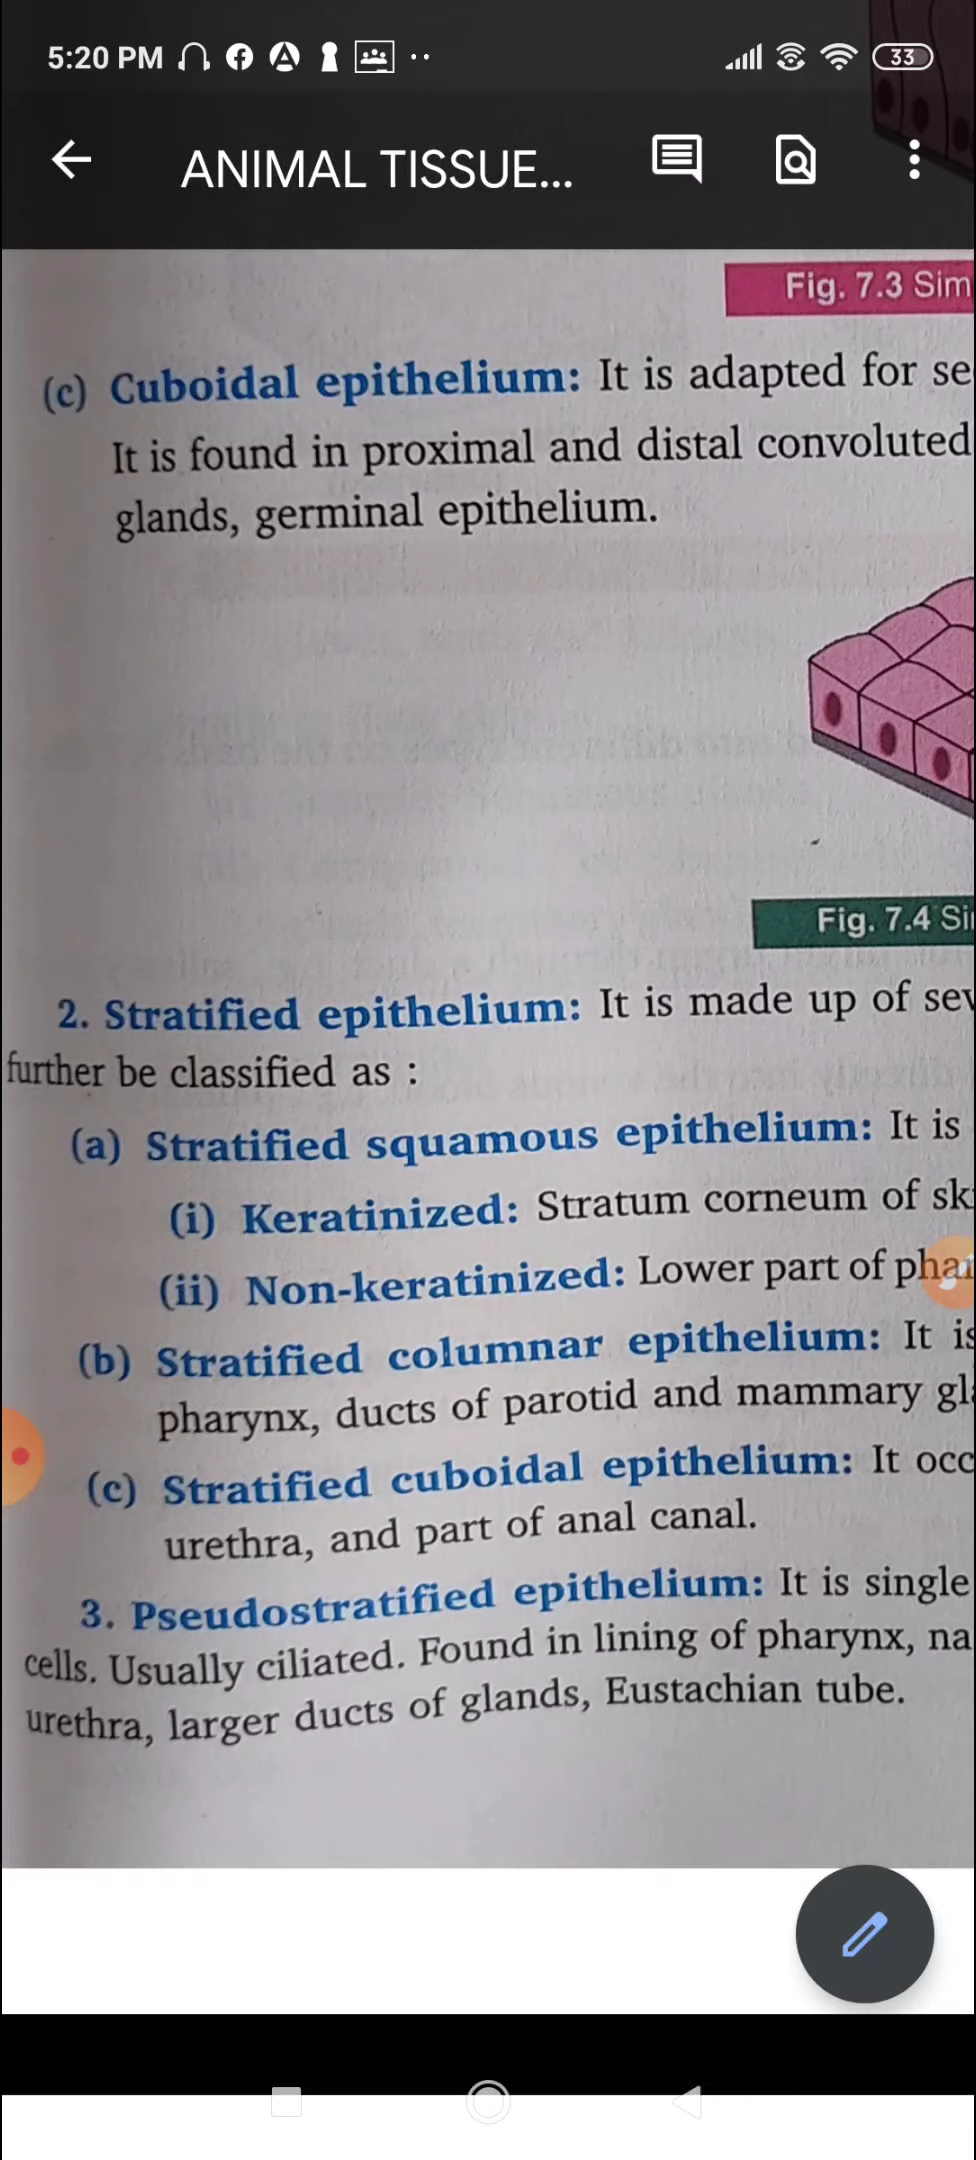 5:20 PM
33
ANIMAL TISSUE...
Fig. 7.3 Sim
(c) Cuboidal epithelium: It is adapted for se
It is found in proximal and distal convoluted
glands, germinal epithelium.
Fig. 7.4 Si
2. Stratified epithelium: It is made up of sev
further be classified as :
(a) Stratified squamous epithelium: It is
(i) Keratinized: Stratum corneum of sk
(ii) Non-keratinized: Lower part of phar
(b) Stratified columnar epithelium: It is
pharynx, ducts of parotid and mammary gla
(c) Stratified cuboidal epithelium: It occ
urethra, and part of anal canal.
3. Pseudostratified epithelium: It is single
cells. Usually ciliated. Found in lining of pharynx, na
urethra, larger ducts of glands, Eustachian tube.